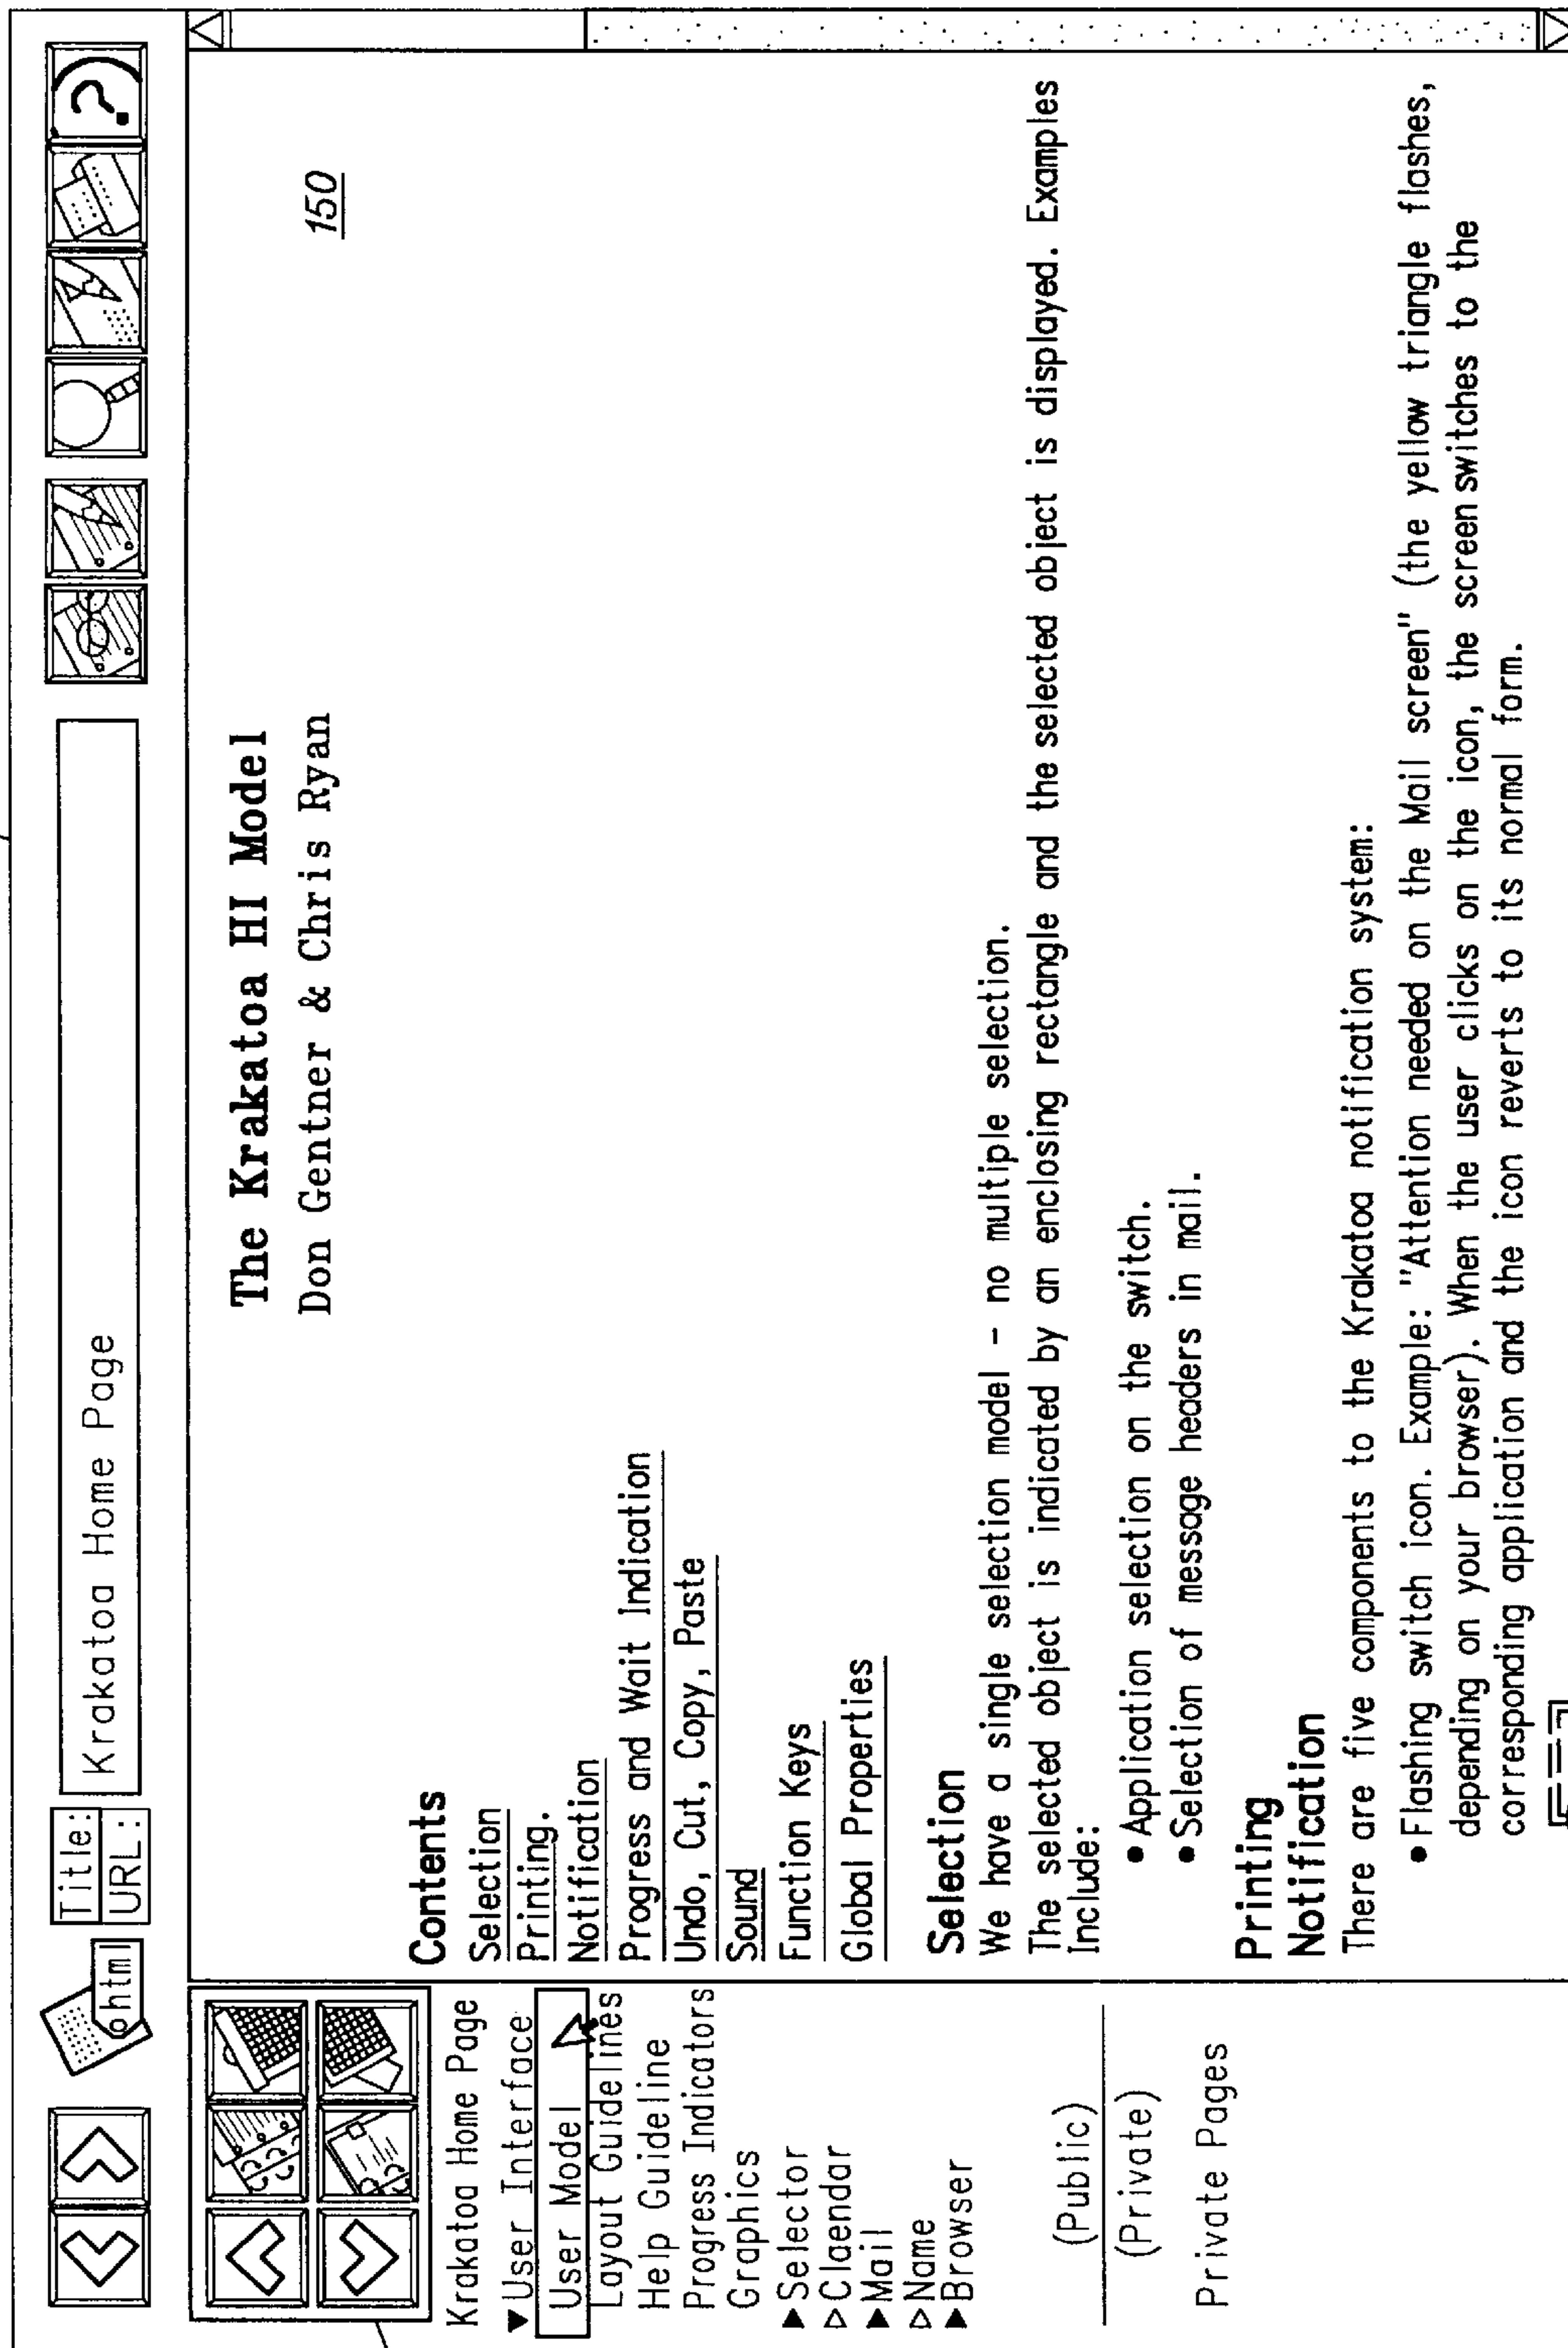 html
Title:
URL:
Krakatoa Home Page
Krakatoa Home Page
▼User Interface
User Model
Layout Guidelines
Help Guideline
Progress Indicators
Graphics
▶Selector
▷Claendar
▶Mail
▷Name
▶Browser
(Public)
(Private)
Private Pages
The Krakatoa HI Model
Don Gentner & Chris Ryan
150
Contents
Selection
Printing.
Notification
Progress and Wait Indication
Undo, Cut, Copy, Paste
Sound
Function Keys
Global Properties
Selection
We have a single selection model - no multiple selection.
The selected object is indicated by an enclosing rectangle and the selected object is displayed. Examples
Include:
• Application selection on the switch.
• Selection of message headers in mail.
Printing
Notification
There are five components to the Krakatoa notification system:
• Flashing switch icon. Example: "Attention needed on the Mail screen" (the yellow triangle flashes,
depending on your browser). When the user clicks on the icon, the screen switches to the
corresponding application and the icon reverts to its normal form.